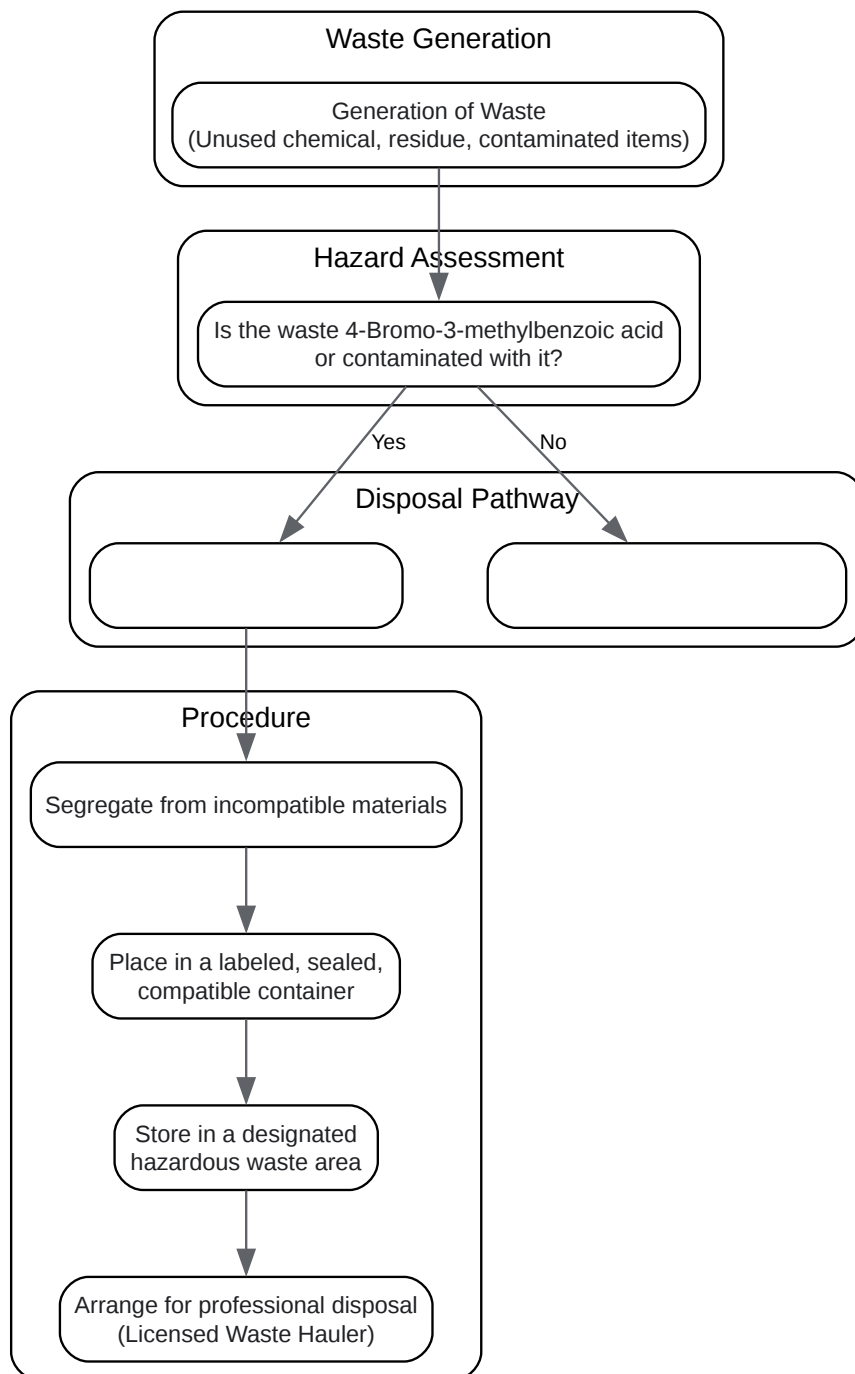 Waste Generation
Generation of Waste
(Unused chemical, residue, contaminated items)
Hazard Assessment
Is the waste 4-Bromo-3-methylbenzoic acid
or contaminated with it?
Yes
No
Disposal Pathway
Procedure
Segregate from incompatible materials
Place in a labeled, sealed,
compatible container
Store in a designated
hazardous waste area
Arrange for professional disposal
(Licensed Waste Hauler)